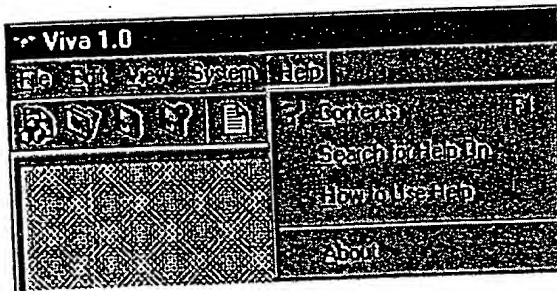 Viva 1.0
File Edit View System Help
Contents F1
Search for Help On
How to Use Help
About